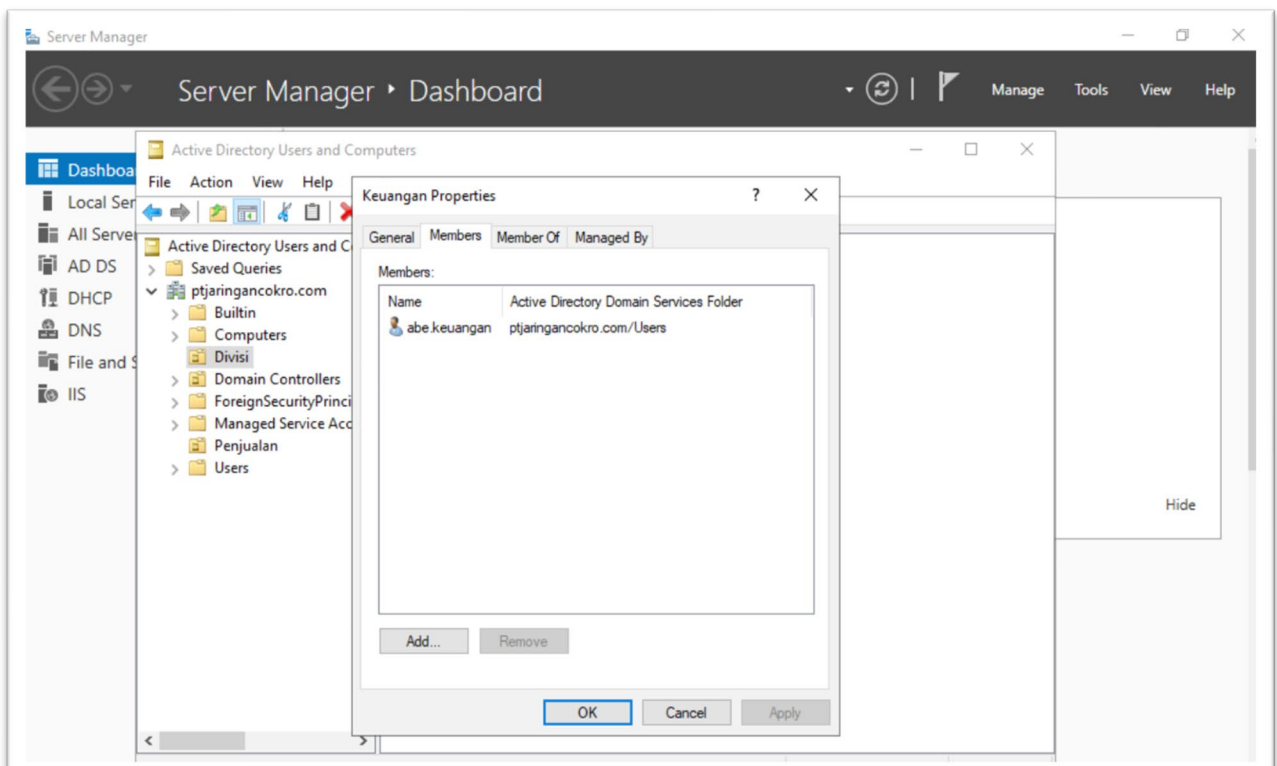 Server Manager
Server Manager ‣ Dashboard
Manage Tools View Help
Dashboa
Local Ser
All Server
AD DS
DHCP
DNS
File and S
IIS
Active Directory Users and Computers
File Action View Help
Active Directory Users and C
Saved Queries
ptjaringancokro.com
Builtin
Computers
Divisi
Domain Controllers
ForeignSecurityPrinci
Managed Service Acc
Penjualan
Users
Keuangan Properties
General Members Member Of Managed By
Members:
Name Active Directory Domain Services Folder
abe.keuangan ptjaringancokro.com/Users
Add... Remove
OK Cancel Apply
Hide